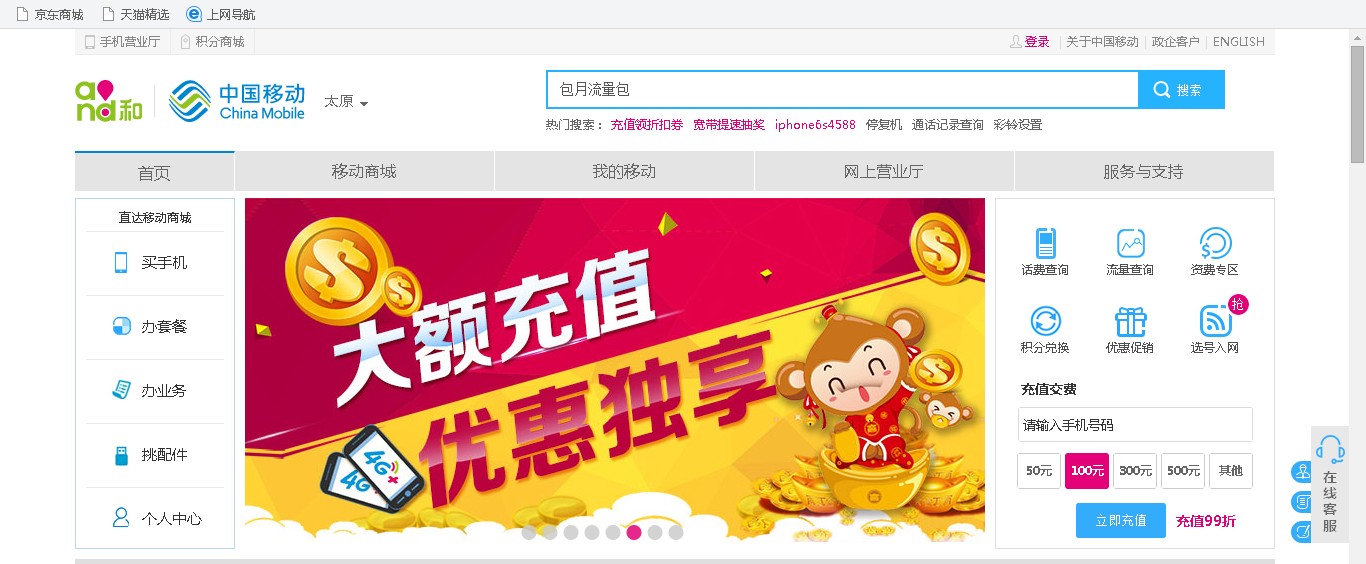 京东商城 天猫精选 上网导航
手机营业厅 积分商城 登录 关于中国移动 政企客户 ENGLISH
and和 中国移动 China Mobile 太原
包月流量包 搜索
热门搜索： 充值领折扣券 宽带提速抽奖 iphone6s4588 停复机 通话记录查询 彩铃设置
首页 移动商城 我的移动 网上营业厅 服务与支持
直达移动商城
买手机
办套餐
办业务
挑配件
个人中心
大额充值
优惠独享
4G
4G+
话费查询 流量查询 资费专区
抢
积分兑换 优惠促销 选号入网
充值交费
请输入手机号码
50元 100元 300元 500元 其他
立即充值 充值99折
在线客服